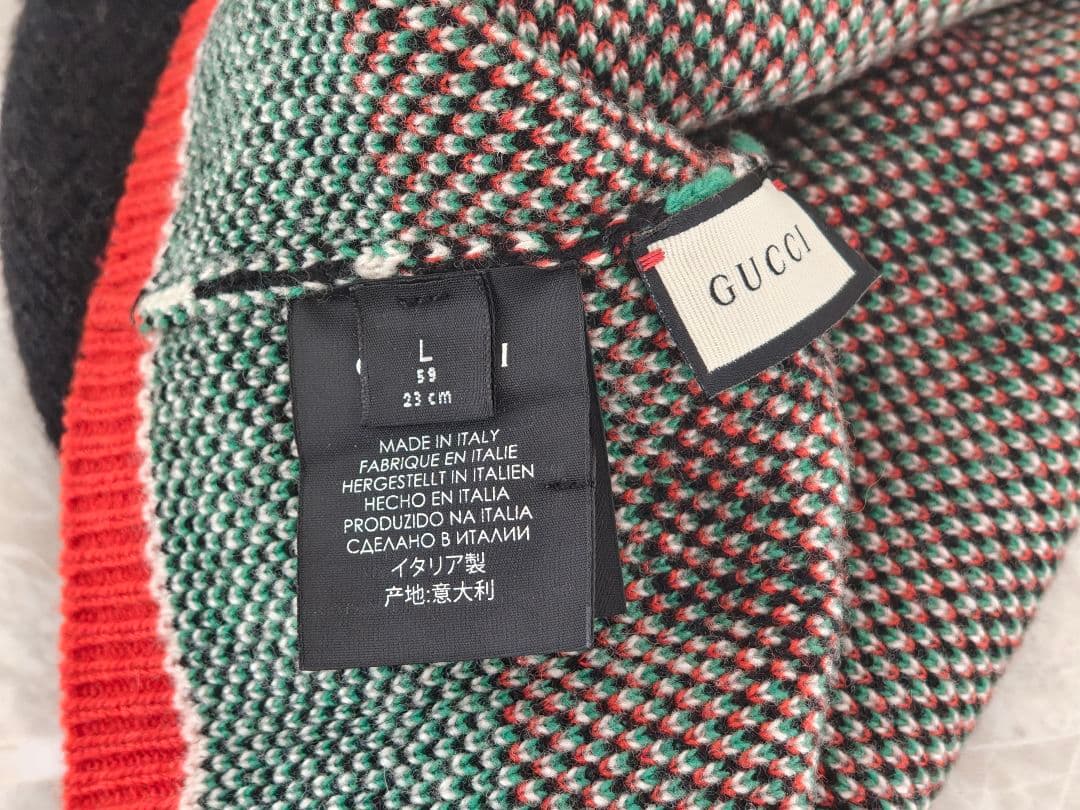 GUCCI
L
59
23 cm
MADE IN ITALY
FABRIQUE EN ITALIE
HERGESTELLT IN ITALIEN
HECHO EN ITALIA
PRODUZIDO NA ITALIA
СДЕЛАНО В ИТАЛИИ
イタリア製
产地:意大利